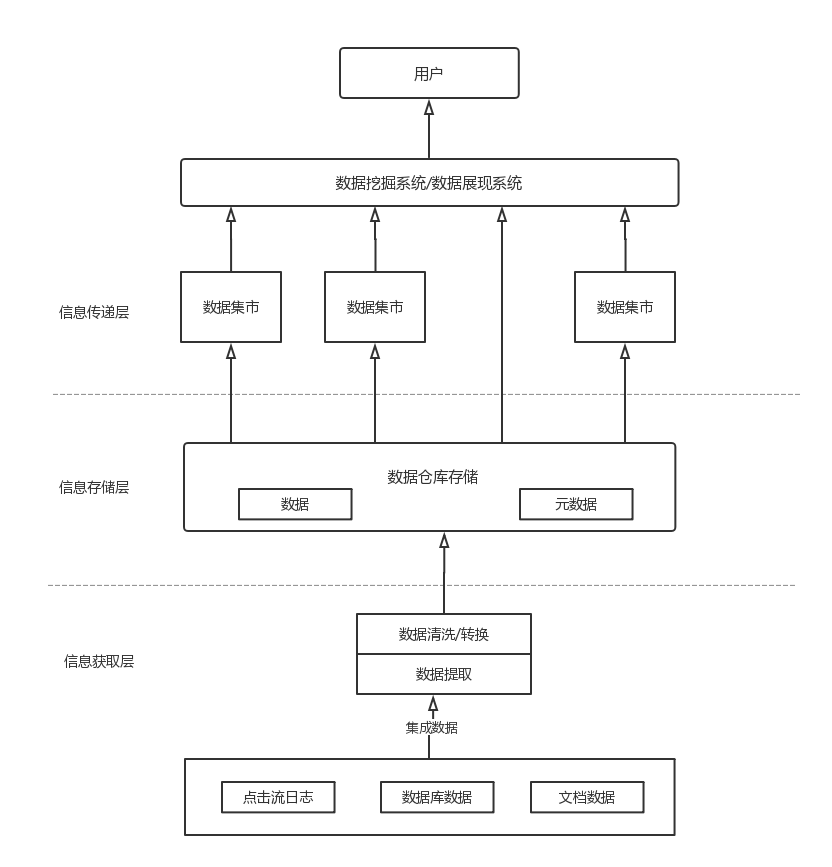 用户
数据挖掘系统/数据展现系统
数据集市
数据集市
数据集市
信息传递层
数据仓库存储
信息存储层
数据
元数据
数据清洗/转换
信息获取层
数据提取
集成数据
点击流日志
数据库数据
文档数据